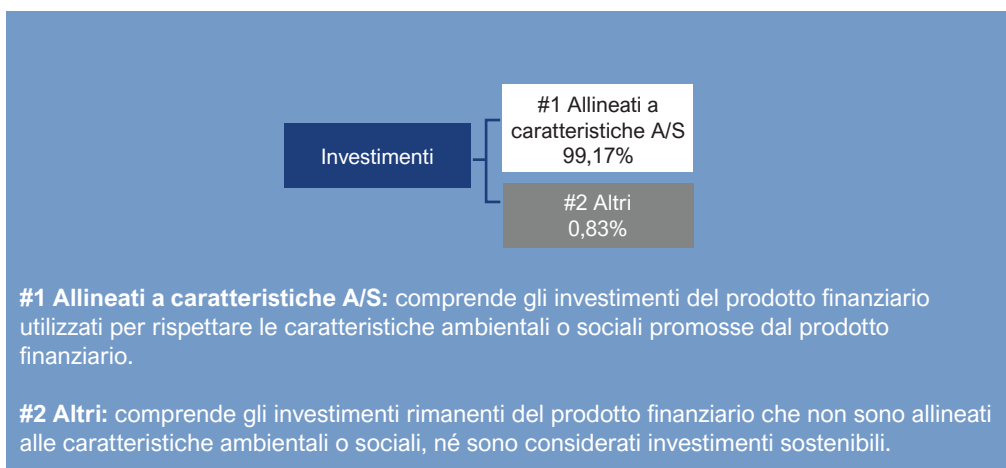 #1 Allineati a
caratteristiche A/S
99,17%
Investimenti
#2 Altri
0,83%
#1 Allineati a caratteristiche A/S: comprende gli investimenti del prodotto finanziario
utilizzati per rispettare le caratteristiche ambientali o sociali promosse dal prodotto
finanziario.
#2 Altri: comprende gli investimenti rimanenti del prodotto finanziario che non sono allineati
alle caratteristiche ambientali o sociali, né sono considerati investimenti sostenibili.